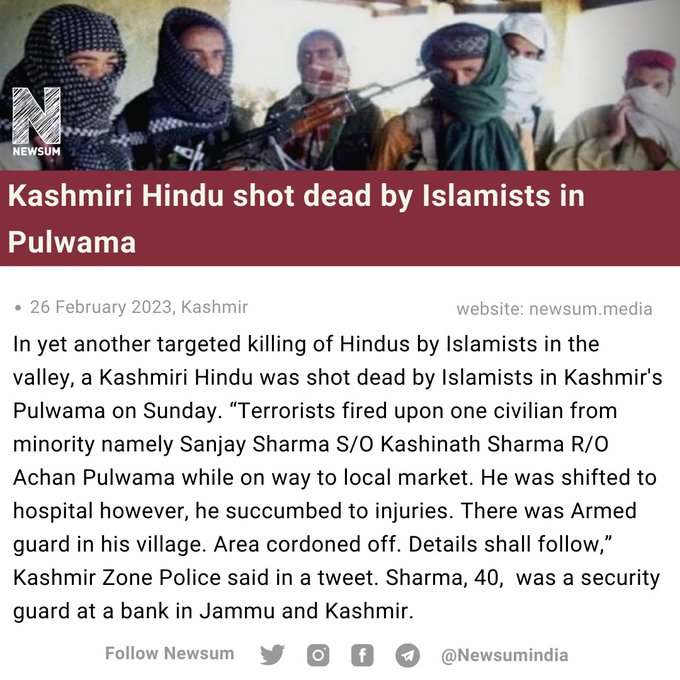 N
NEWSUM
Kashmiri Hindu shot dead by Islamists in
Pulwama
• 26 February 2023, Kashmir
website: newsum.media
In yet another targeted killing of Hindus by Islamists in the
valley, a Kashmiri Hindu was shot dead by Islamists in Kashmir's
Pulwama on Sunday. “Terrorists fired upon one civilian from
minority namely Sanjay Sharma S/O Kashinath Sharma R/O
Achan Pulwama while on way to local market. He was shifted to
hospital however, he succumbed to injuries. There was Armed
guard in his village. Area cordoned off. Details shall follow,”
Kashmir Zone Police said in a tweet. Sharma, 40,  was a security
guard at a bank in Jammu and Kashmir.
Follow Newsum
@Newsumindia